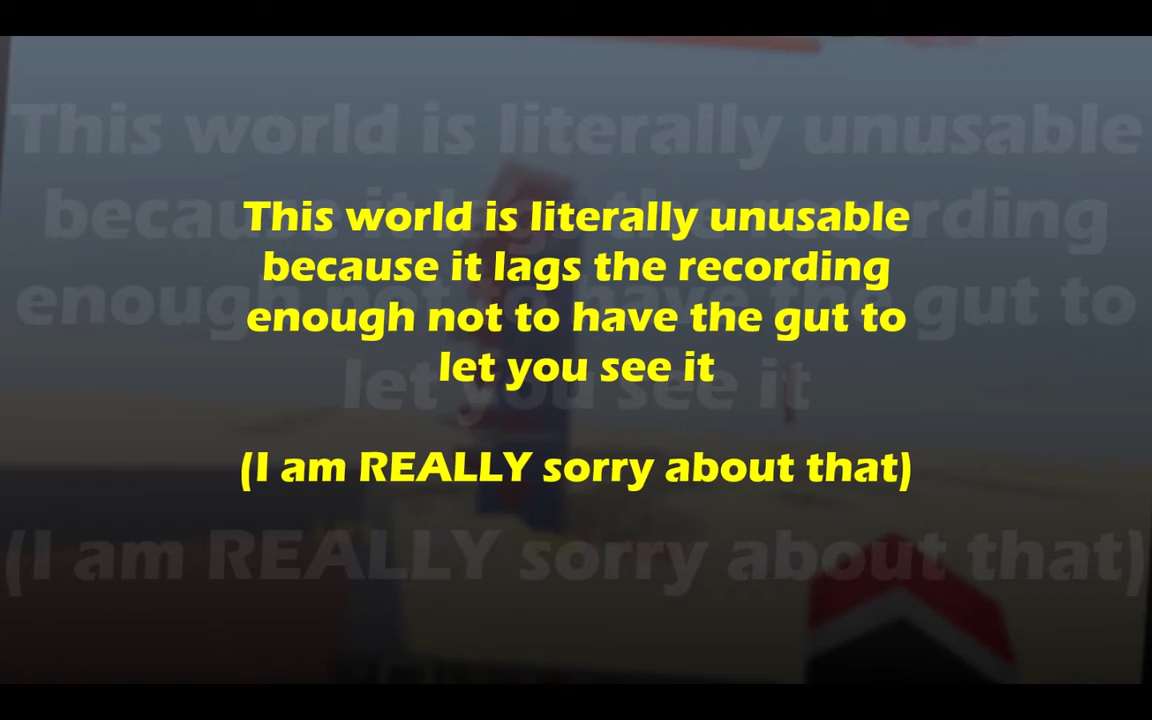 This world is literally unusable
because it lags the recording
enough not to have the gut to
let you see it
(I am REALLY sorry about that)